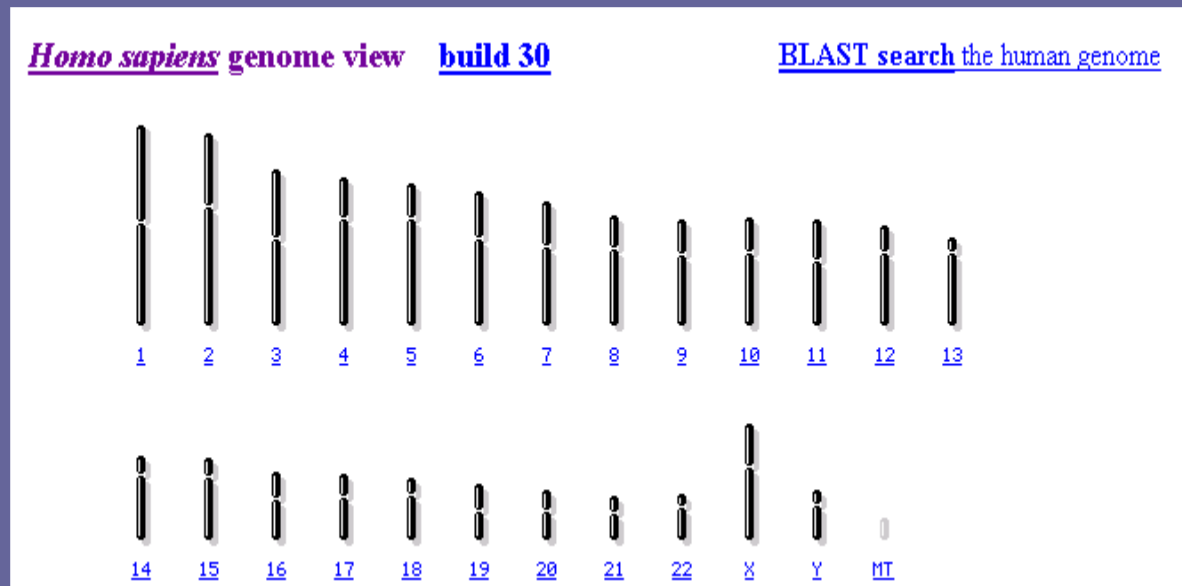 Homo sapiens genome view build 30 BLAST search the human genome
1 2 3 4 5 6 7 8 9 10 11 12 13
14 15 16 17 18 19 20 21 22 X Y MT